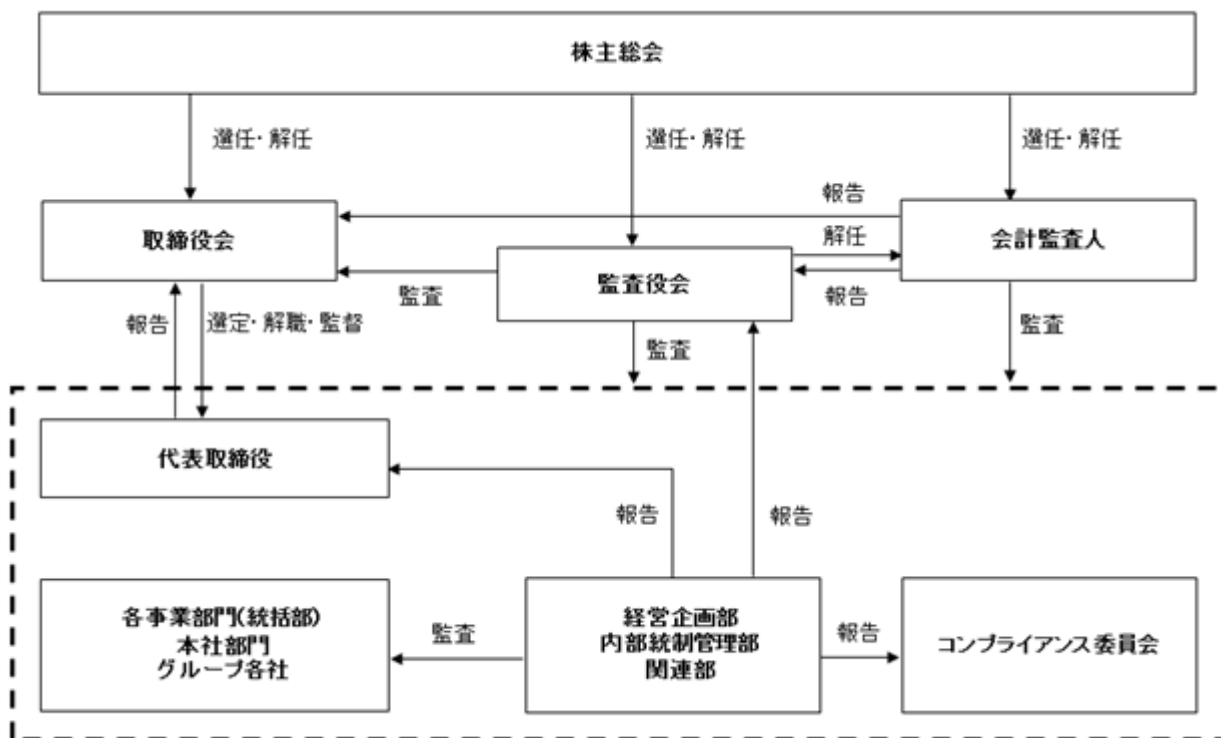 株主総会
選任・解任
選任・解任
選任・解任
報告
取締役会
会計監査人
解任
監査役会
監査
報告
報告
選定・解職・監督
監査
監査
代表取締役
報告
報告
各事業部門(統括部)
本社部門
グループ各社
監査
経営企画部
内部統制管理部
関連部
報告
コンプライアンス委員会